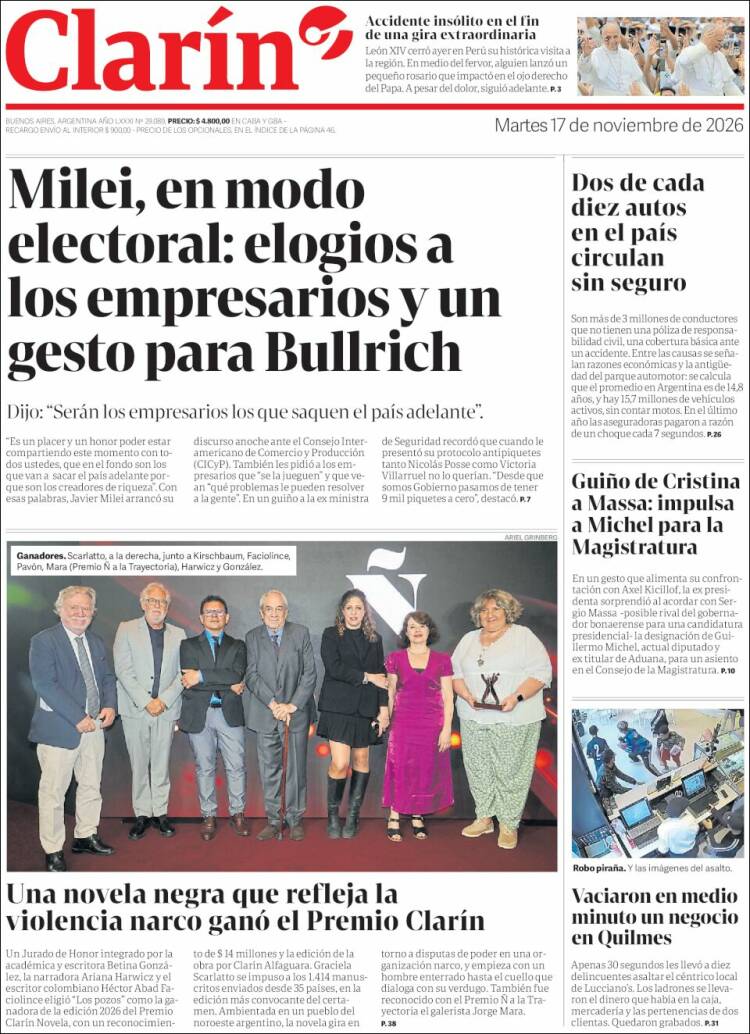 Clarín
Accidente insólito en el fin
de una gira extraordinaria
León XIV cerró ayer en Perú su histórica visita a
la región. En medio del fervor, alguien lanzó un
pequeño rosario que impactó en el ojo derecho
del Papa. A pesar del dolor, siguió adelante. P.3
BUENOS AIRES, ARGENTINA AÑO LXXXI Nº 29.089, PRECIO: $ 4.800,00 EN CABA Y GBA -
RECARGO ENVÍO AL INTERIOR $ 900,00 - PRECIO DE LOS OPCIONALES, EN EL ÍNDICE DE LA PÁGINA 46.
Martes 17 de noviembre de 2026
Milei, en modo
electoral: elogios a
los empresarios y un
gesto para Bullrich
Dijo: “Serán los empresarios los que saquen el país adelante”.
“Es un placer y un honor poder estar
compartiendo este momento con to-
dos ustedes, que en el fondo son los
que van a sacar el país adelante por-
que son los creadores de riqueza”. Con
esas palabras, Javier Milei arrancó su
discurso anoche ante el Consejo Inter-
americano de Comercio y Producción
(CICyP). También les pidió a los em-
presarios que “se la jueguen” y que ve-
an “qué problemas le pueden resolver
a la gente”. En un guiño a la ex ministra
de Seguridad recordó que cuando le
presentó su protocolo antipiquetes
tanto Nicolás Posse como Victoria
Villarruel no lo querían. “Desde que
somos Gobierno pasamos de tener
9 mil piquetes a cero”, destacó. P.7
Dos de cada
diez autos
en el país
circulan
sin seguro
Son más de 3 millones de conductores
que no tienen una póliza de responsa-
bilidad civil, una cobertura básica ante
un accidente. Entre las causas se seña-
lan razones económicas y la antigüe-
dad del parque automotor: se calcula
que el promedio en Argentina es de 14,8
años, y hay 15,7 millones de vehículos
activos, sin contar motos. En el último
año las aseguradoras pagaron a razón
de un choque cada 7 segundos. P.26
Guiño de Cristina
a Massa: impulsa
a Michel para la
Magistratura
En un gesto que alimenta su confron-
tación con Axel Kicillof, la ex presi-
denta sorprendió al acordar con Ser-
gio Massa -posible rival del goberna-
dor bonaerense para una candidatura
presidencial- la designación de Gui-
llermo Michel, actual diputado y
ex titular de Aduana, para un asiento
en el Consejo de la Magistratura. P.10
ARIEL GRINBERG
Ganadores. Scarlatto, a la derecha, junto a Kirschbaum, Faciolince,
Pavón, Mara (Premio Ñ a la Trayectoria), Harwicz y González.
Ñ
Una novela negra que refleja la
violencia narco ganó el Premio Clarín
Un Jurado de Honor integrado por la
académica y escritora Betina Gonzá-
lez, la narradora Ariana Harwicz y el
escritor colombiano Héctor Abad Fa-
ciolince eligió “Los pozos” como la ga-
nadora de la edición 2026 del Premio
Clarín Novela, con un reconocimien-
to de $ 14 millones y la edición de la
obra por Clarín Alfaguara. Graciela
Scarlatto se impuso a los 1.414 manus-
critos enviados desde 35 países, en la
edición más convocante del certa-
men. Ambientada en un pueblo del
noroeste argentino, la novela gira en
torno a disputas de poder en una or-
ganización narco, y empieza con un
hombre enterrado hasta el cuello que
dialoga con su verdugo. También fue
reconocido con el Premio Ñ a la Tra-
yectoria el galerista Jorge Mara.
P.38
Robo piraña. Y las imágenes del asalto.
Vaciaron en medio
minuto un negocio
en Quilmes
Apenas 30 segundos les llevó a diez
delincuentes asaltar el céntrico local
de Lucciano’s. Los ladrones se lleva-
ron el dinero que había en la caja,
mercadería y las pertenencias de dos
clientes. Quedaron grabados. P.31